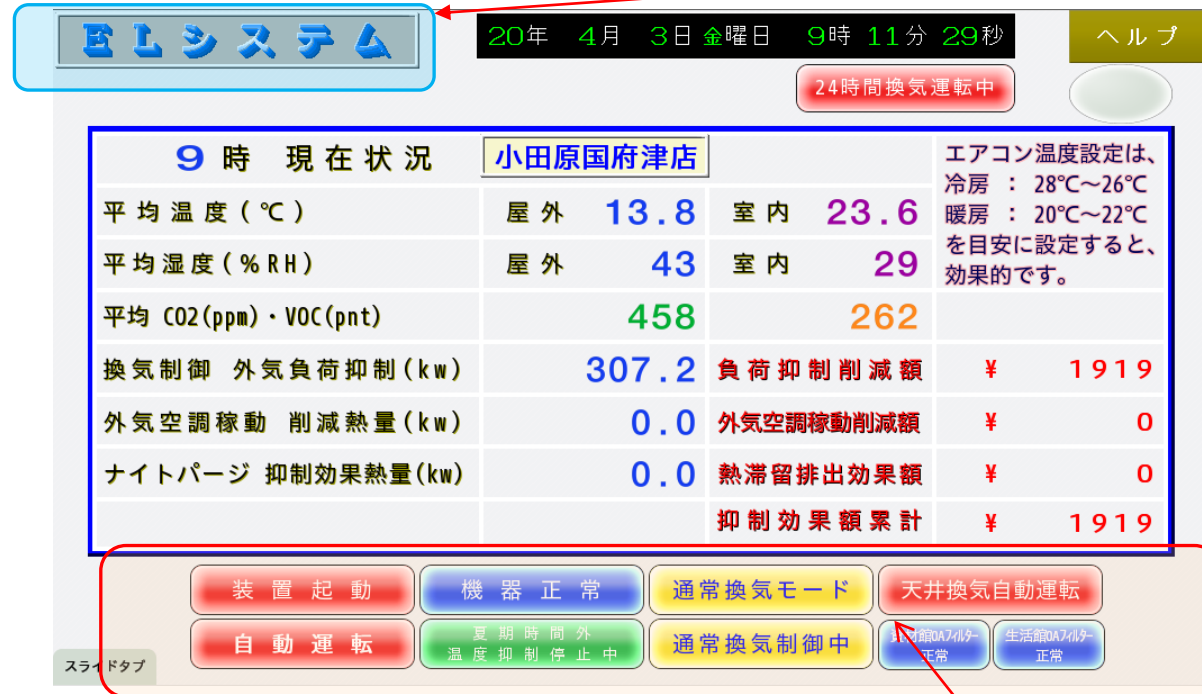 ELシステム
20年 4月 3日 金曜日 9時 11分 29秒
ヘルプ
24時間換気運転中
9時 現在状況 小田原国府津店
エアコン温度設定は、
冷房 : 28℃~26℃
暖房 : 20℃~22℃
を目安に設定すると、
効果的です。
平均温度(℃) 屋外 13.8 室内 23.6
平均湿度(%RH) 屋外 43 室内 29
平均 CO2(ppm)・VOC(pnt) 458 262
換気制御 外気負荷抑制(kw) 307.2 負荷抑制削減額 ¥ 1919
外気空調稼動 削減熱量(kw) 0.0 外気空調稼動削減額 ¥ 0
ナイトパージ 抑制効果熱量(kw) 0.0 熱滞留排出効果額 ¥ 0
抑制効果額累計 ¥ 1919
装置起動 機器正常 通常換気モード 天井換気自動運転
自動運転
夏期時間外
温度抑制停止中
通常換気制御中
材館OAフィルター
正常
生活館OAフィルター
正常
スライドタブ